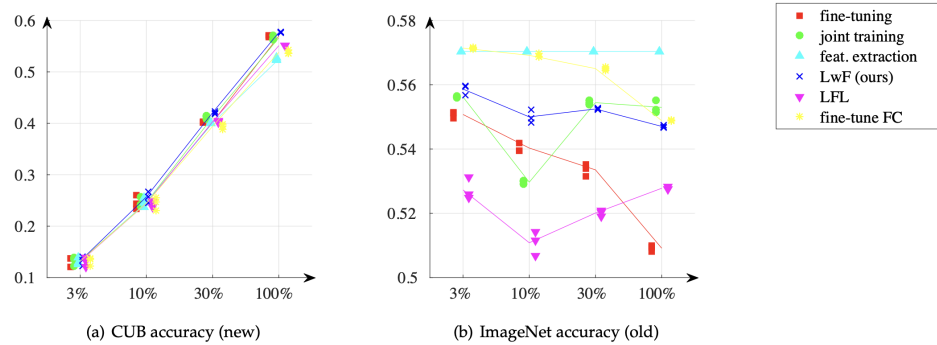 0.6
0.5
0.4
0.3
0.2
0.1
3%
10%
30%
100%
(a) CUB accuracy (new)
0.58
0.56
0.54
0.52
0.5
3%
10%
30%
100%
(b) ImageNet accuracy (old)
fine-tuning
joint training
feat. extraction
LwF (ours)
LFL
fine-tune FC